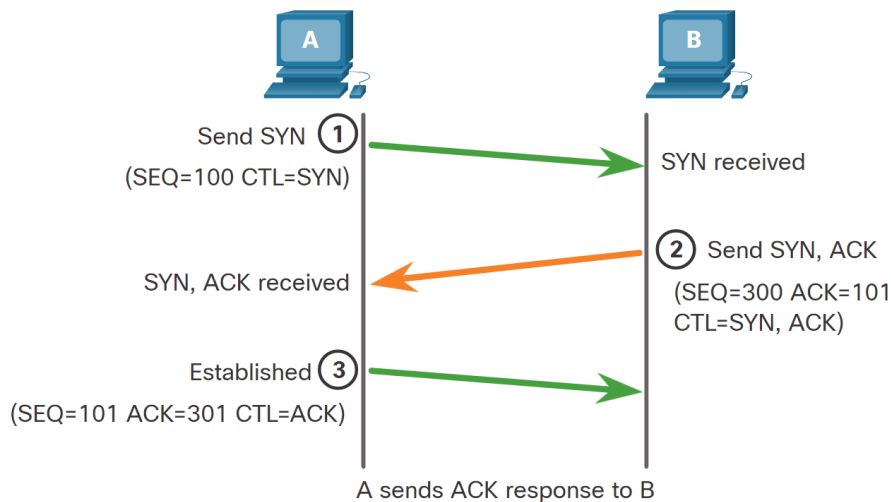 A
B
Send SYN 1
(SEQ=100 CTL=SYN)
SYN received
2 Send SYN, ACK
SYN, ACK received
(SEQ=300 ACK=101
CTL=SYN, ACK)
Established 3
(SEQ=101 ACK=301 CTL=ACK)
A sends ACK response to B